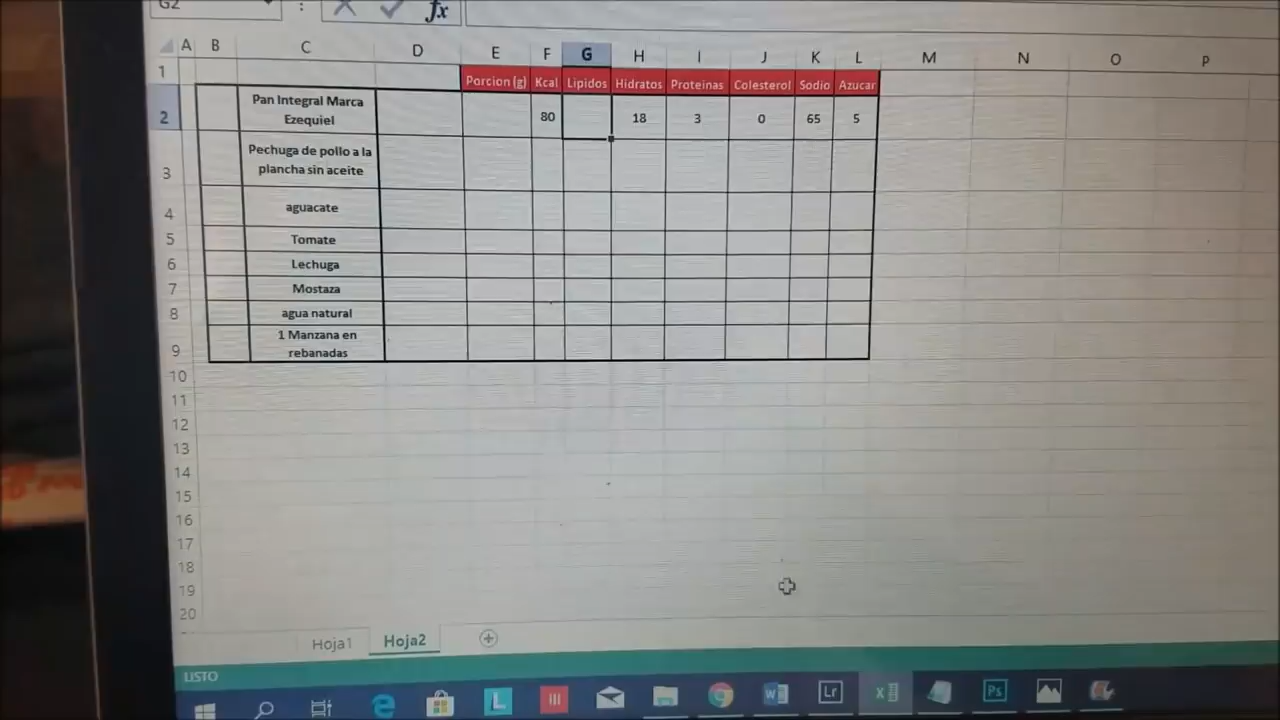 G2
fx
A B C D E F G H I J K L M N O P
1 Porcion (g) Kcal Lipidos Hidratos Proteinas Colesterol Sodio Azucar
2 Pan Integral Marca
Ezequiel 80 18 3 0 65 5
3 Pechuga de pollo a la
plancha sin aceite
4 aguacate
5 Tomate
6 Lechuga
7 Mostaza
8 agua natural
9 1 Manzana en
rebanadas
10
11
12
13
14
15
16
17
18
19
20
Hoja1 Hoja2
LISTO
L Lr Ps